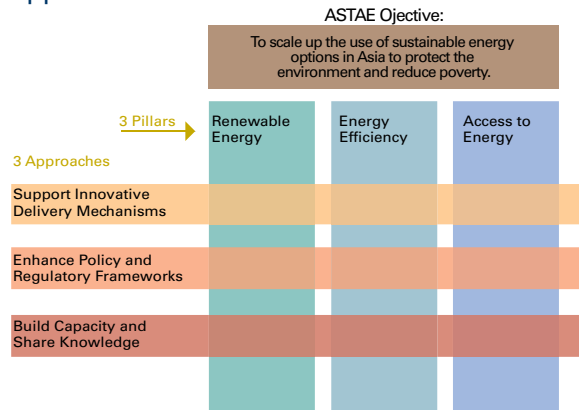 ASTAE Ojective:
To scale up the use of sustainable energy
options in Asia to protect the
environment and reduce poverty.
3 Pillars
Renewable
Energy
Energy
Efficiency
Access to
Energy
3 Approaches
Support Innovative
Delivery Mechanisms
Enhance Policy and
Regulatory Frameworks
Build Capacity and
Share Knowledge